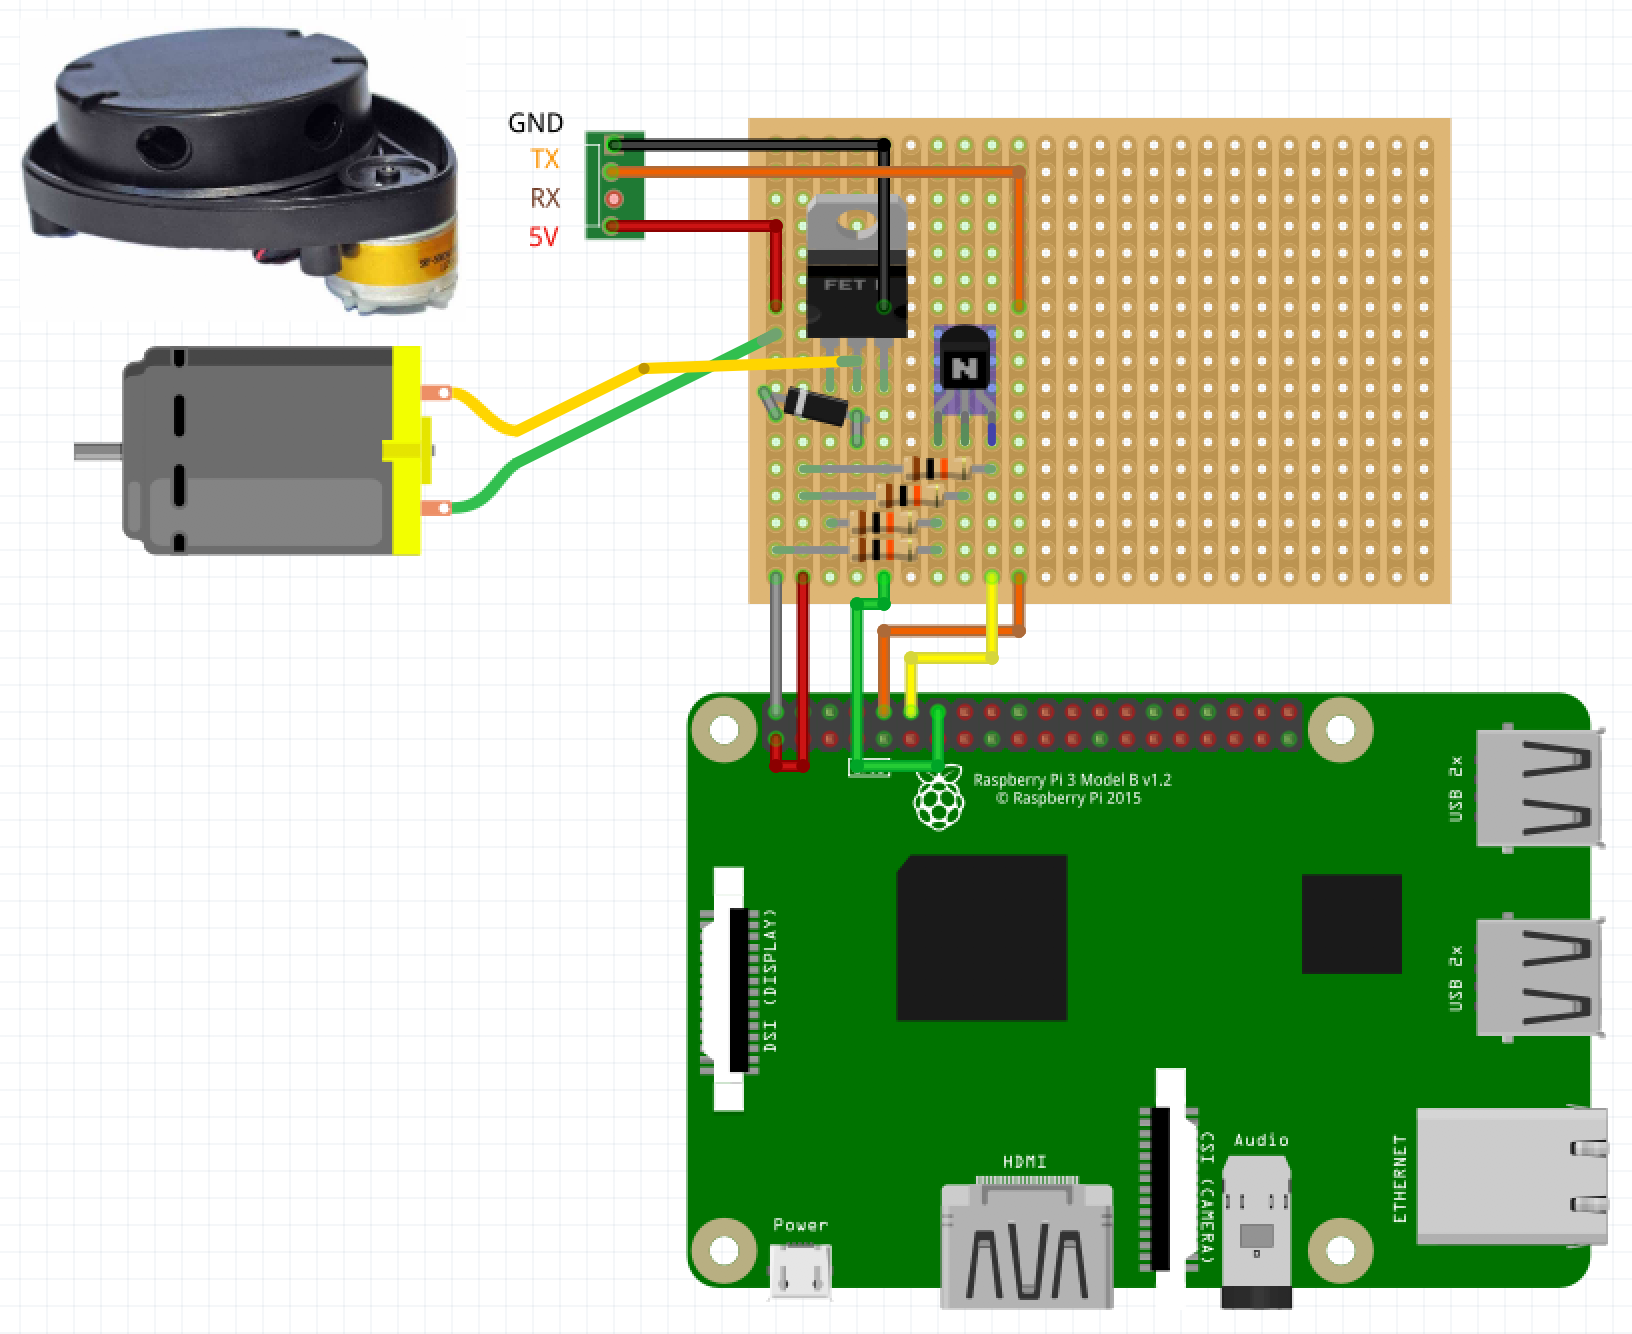 GND
TX
RX
5V
FET
N
Raspberry Pi 3 Model B v1.2
© Raspberry Pi 2015
USB 2x
USB 2x
DSI (DISPLAY)
CSI (CAMERA)
Audio
ETHERNET
HDMI
Power